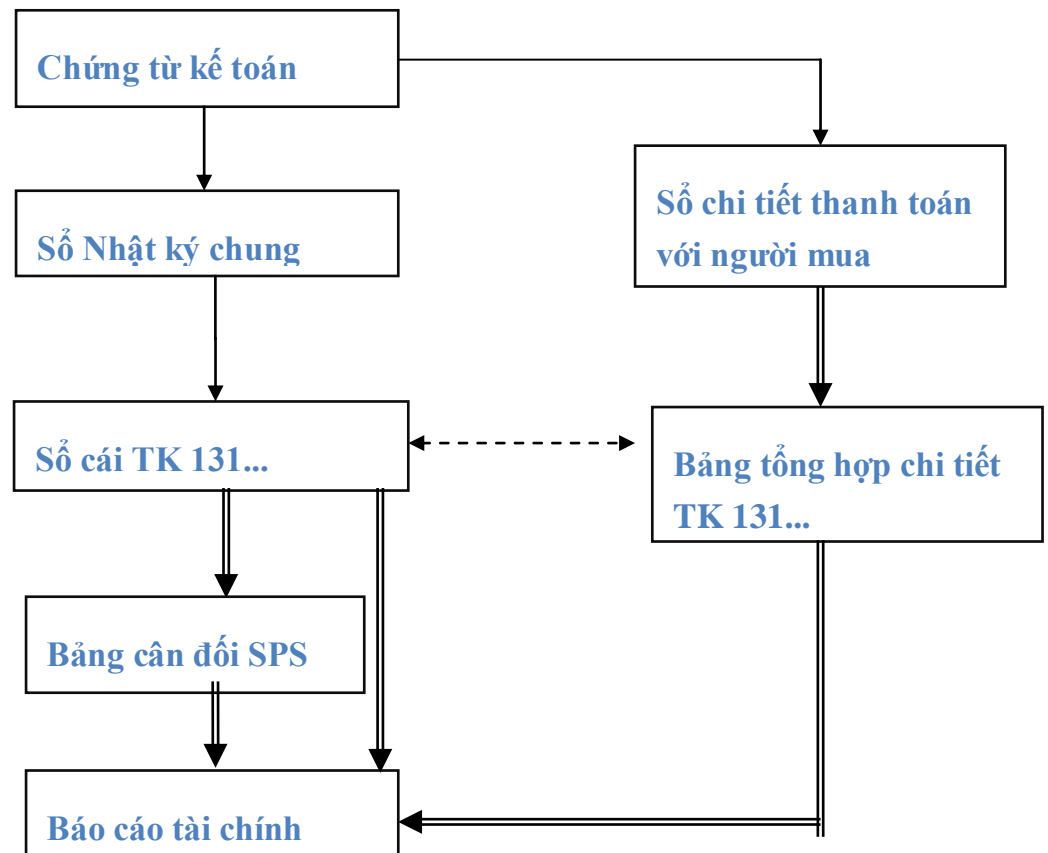 Chứng từ kế toán
Sổ chi tiết thanh toán
với người mua
Sổ Nhật ký chung
Sổ cái TK 131...
Bảng tổng hợp chi tiết
TK 131...
Bảng cân đối SPS
Báo cáo tài chính